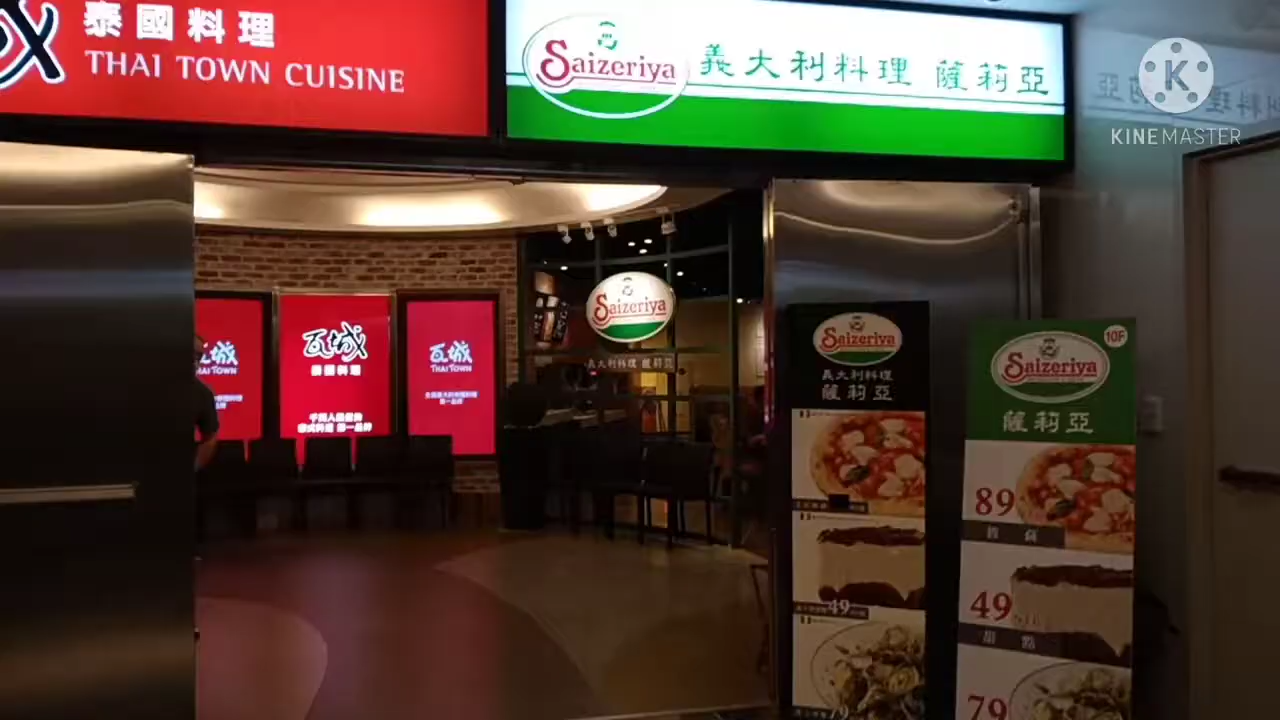 泰國料理
THAI TOWN CUISINE
Saizeriya
義大利料理 薩莉亞
KINEMASTER
瓦城
THAI TOWN
瓦城
泰國料理
瓦城
THAI TOWN
Saizeriya
義大利料理 薩莉亞
Saizeriya
義大利料理
薩莉亞
49
79
10F
Saizeriya
薩莉亞
89
披薩
49
甜點
79